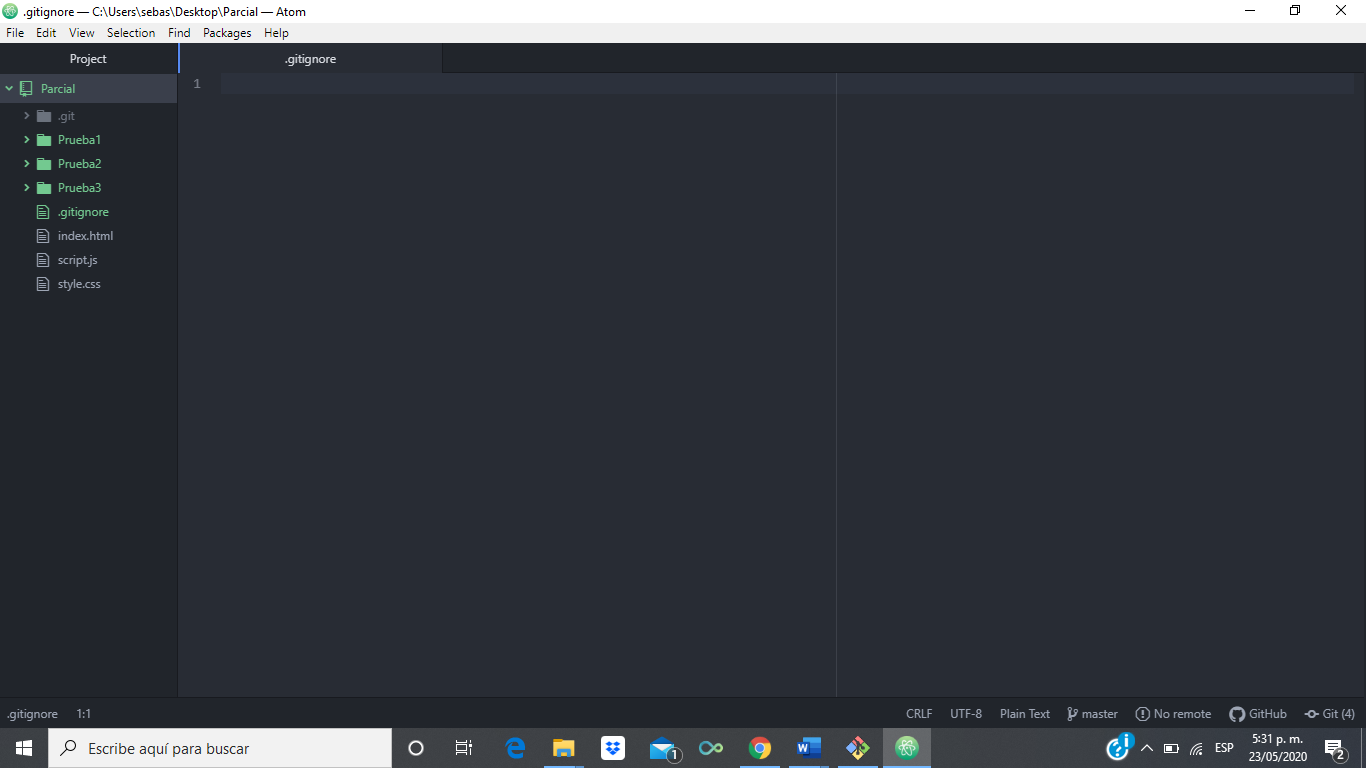 .gitignore — C:\Users\sebas\Desktop\Parcial — Atom
File Edit View Selection Find Packages Help
Project
.gitignore
1
Parcial
.git
Prueba1
Prueba2
Prueba3
.gitignore
index.html
script.js
style.css
.gitignore 1:1 CRLF UTF-8 Plain Text master No remote GitHub Git (4)
Escribe aquí para buscar
1
ESP
5:31 p. m.
23/05/2020
2